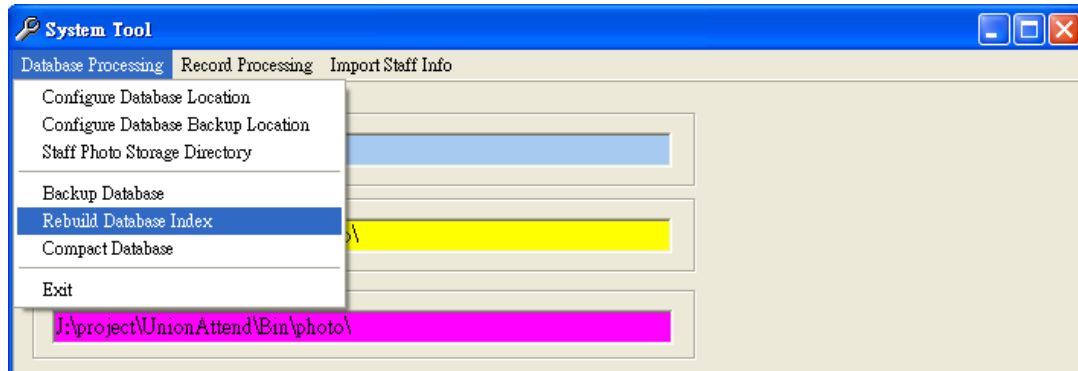 System Tool
Database Processing Record Processing Import Staff Info
Configure Database Location
Configure Database Backup Location
Staff Photo Storage Directory
Backup Database
Rebuild Database Index
Compact Database
Exit
J:\project\UnionAttend\Bin\photo\